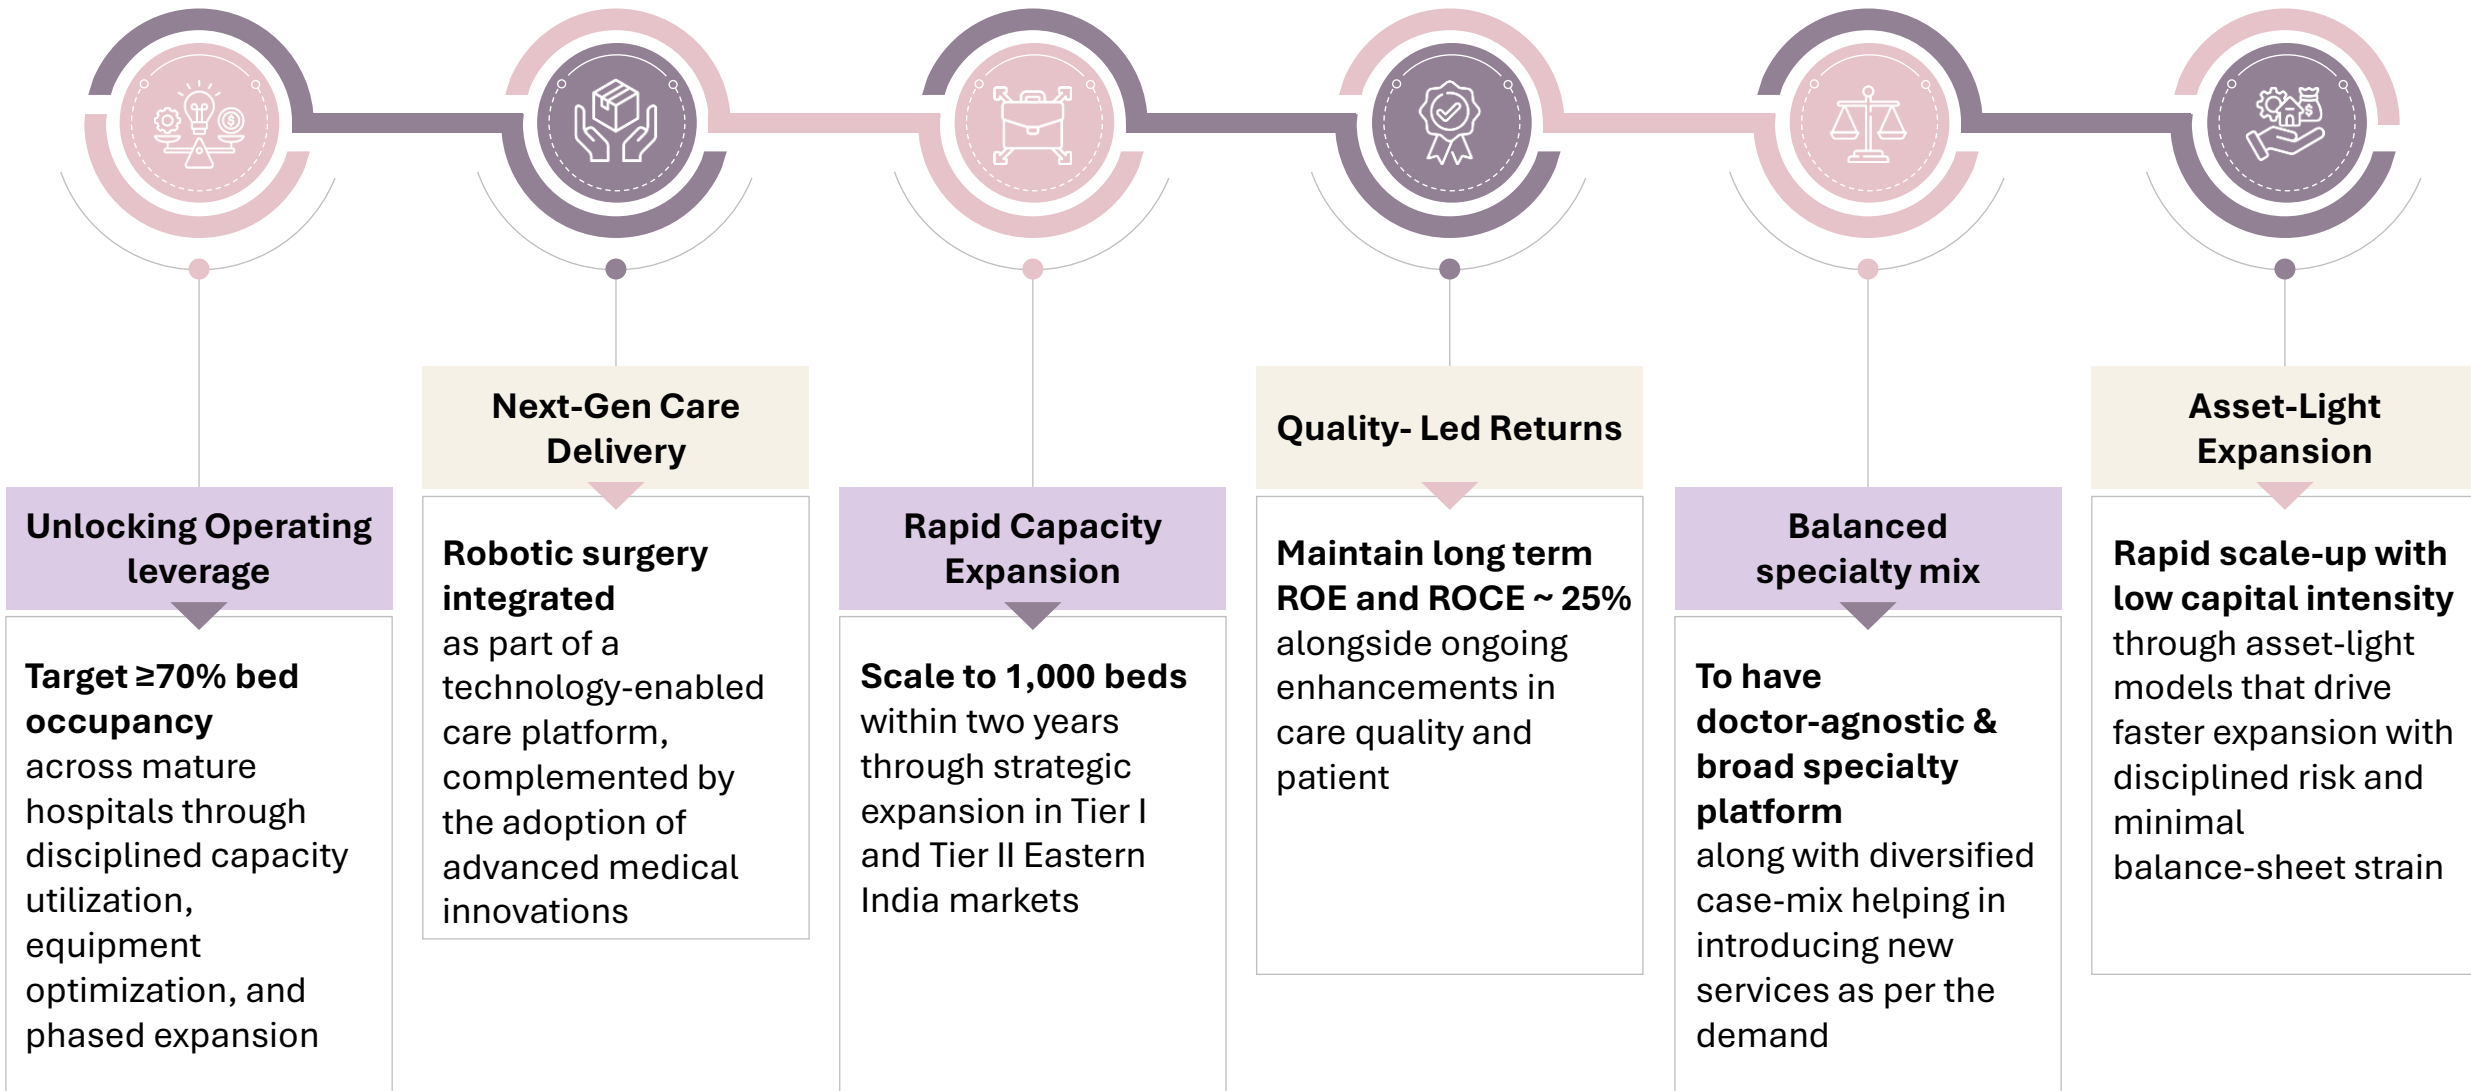 Unlocking Operating
leverage
Target ≥70% bed
occupancy
across mature
hospitals through
disciplined capacity
utilization,
equipment
optimization, and
phased expansion
Next-Gen Care
Delivery
Robotic surgery
integrated
as part of a
technology-enabled
care platform,
complemented by
the adoption of
advanced medical
innovations
Rapid Capacity
Expansion
Scale to 1,000 beds
within two years
through strategic
expansion in Tier I
and Tier II Eastern
India markets
Quality- Led Returns
Maintain long term
ROE and ROCE ~ 25%
alongside ongoing
enhancements in
care quality and
patient
Balanced
specialty mix
To have
doctor-agnostic &
broad specialty
platform
along with diversified
case-mix helping in
introducing new
services as per the
demand
Asset-Light
Expansion
Rapid scale-up with
low capital intensity
through asset-light
models that drive
faster expansion with
disciplined risk and
minimal
balance-sheet strain